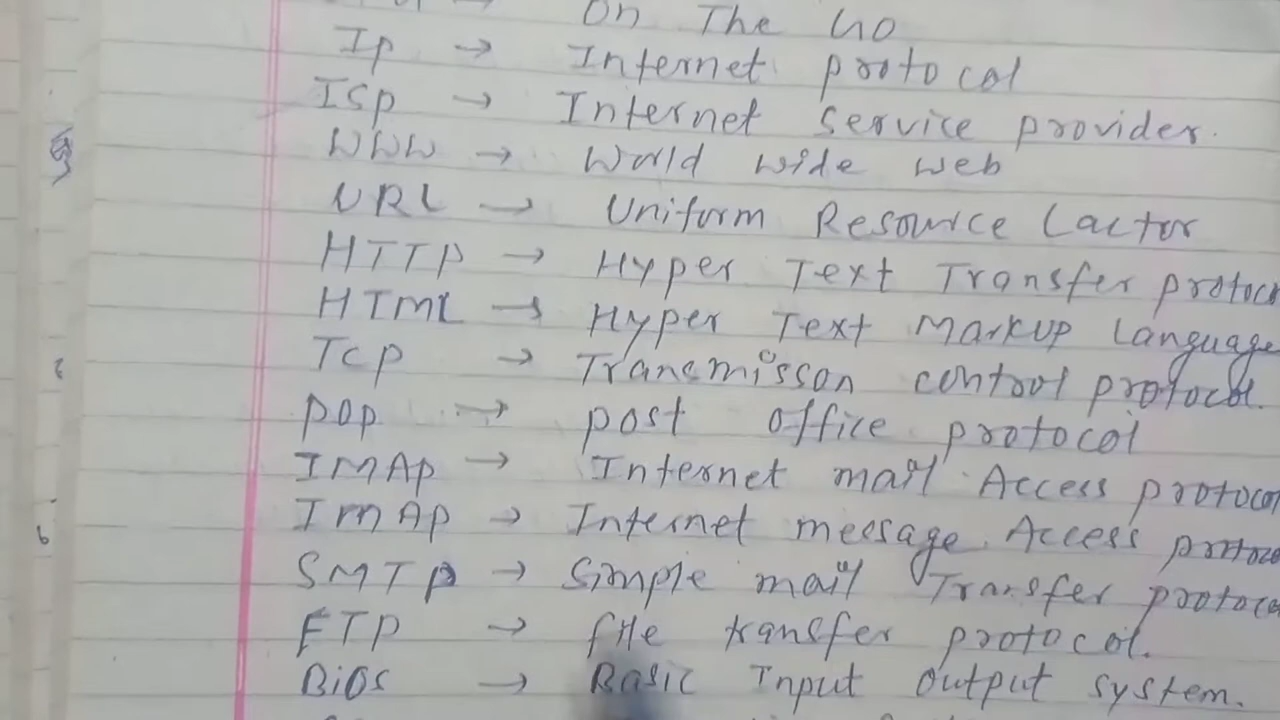 On The Go
Ip → Internet protocol
ISp → Internet service provider.
WWW → World wide web
URL → Uniform Resource Lactor
HTTP → Hyper Text Transfer protoco
HTML → Hyper Text Markup Language
Tcp → Transmisson control protocol.
pop → post office protocol
IMAp → Internet mail Access protocol
ImAp → Internet message Access protoco
SMTP → Simple mail Transfer protoco
FTP → file transfer protocol.
BiOS → Basic Input Output system.